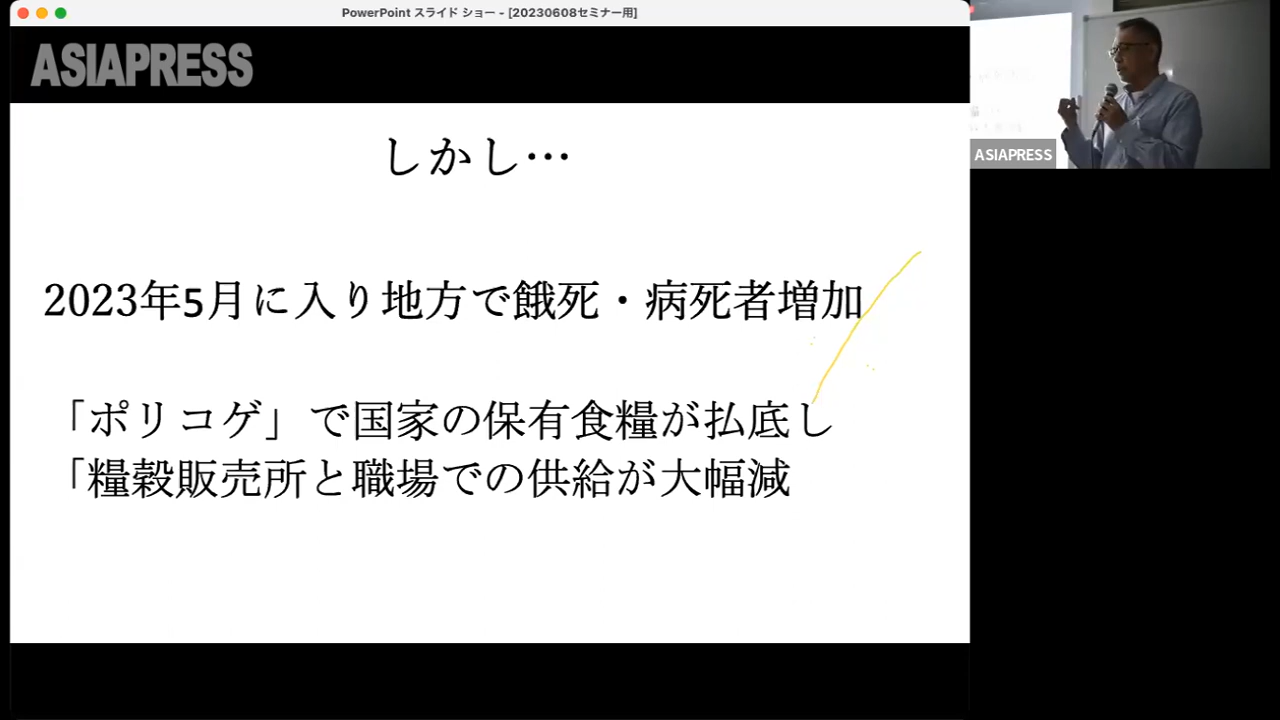 PowerPoint スライド ショー - [20230608セミナー用]
ASIAPRESS
しかし…
2023年5月に入り地方で餓死・病死者増加
「ポリコゲ」で国家の保有食糧が払底し
「糧穀販売所と職場での供給が大幅減
ASIAPRESS